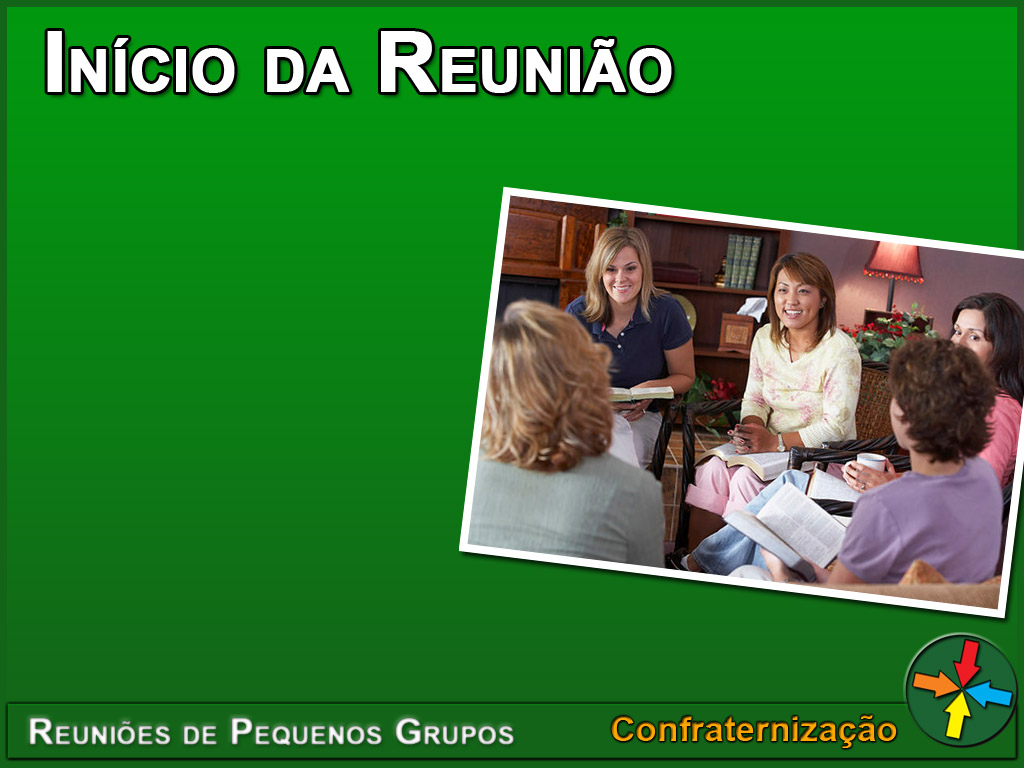 Início da Reunião
Reuniões de Pequenos Grupos
Confraternização